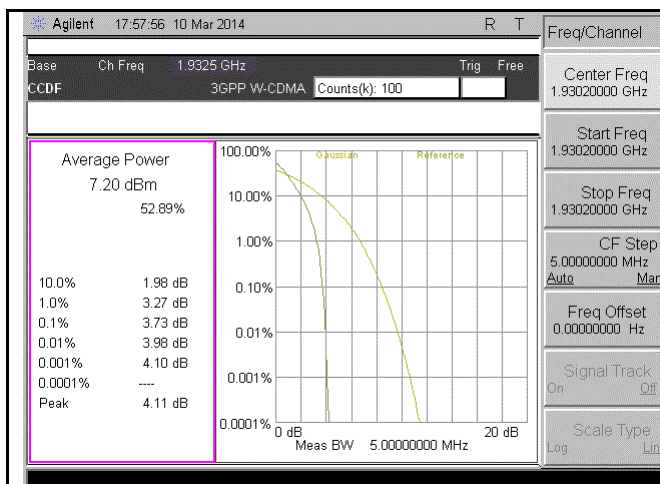 Agilent 17:57:56 10 Mar 2014 R T
Base Ch Freq 1.9325 GHz Trig Free
CCDF 3GPP W-CDMA Counts(k): 100
Average Power
7.20 dBm
52.89%
10.0% 1.98 dB
1.0% 3.27 dB
0.1% 3.73 dB
0.01% 3.98 dB
0.001% 4.10 dB
0.0001% ----
Peak 4.11 dB
Gaussian Reference
100.00%
10.00%
1.00%
0.10%
0.01%
0.001%
0.0001%
0 dB 20 dB
Meas BW 5.00000000 MHz
Freq/Channel
Center Freq
1.93020000 GHz
Start Freq
1.93020000 GHz
Stop Freq
1.93020000 GHz
CF Step
5.00000000 MHz
Auto Man
Freq Offset
0.00000000 Hz
Signal Track
On Off
Scale Type
Log Lin